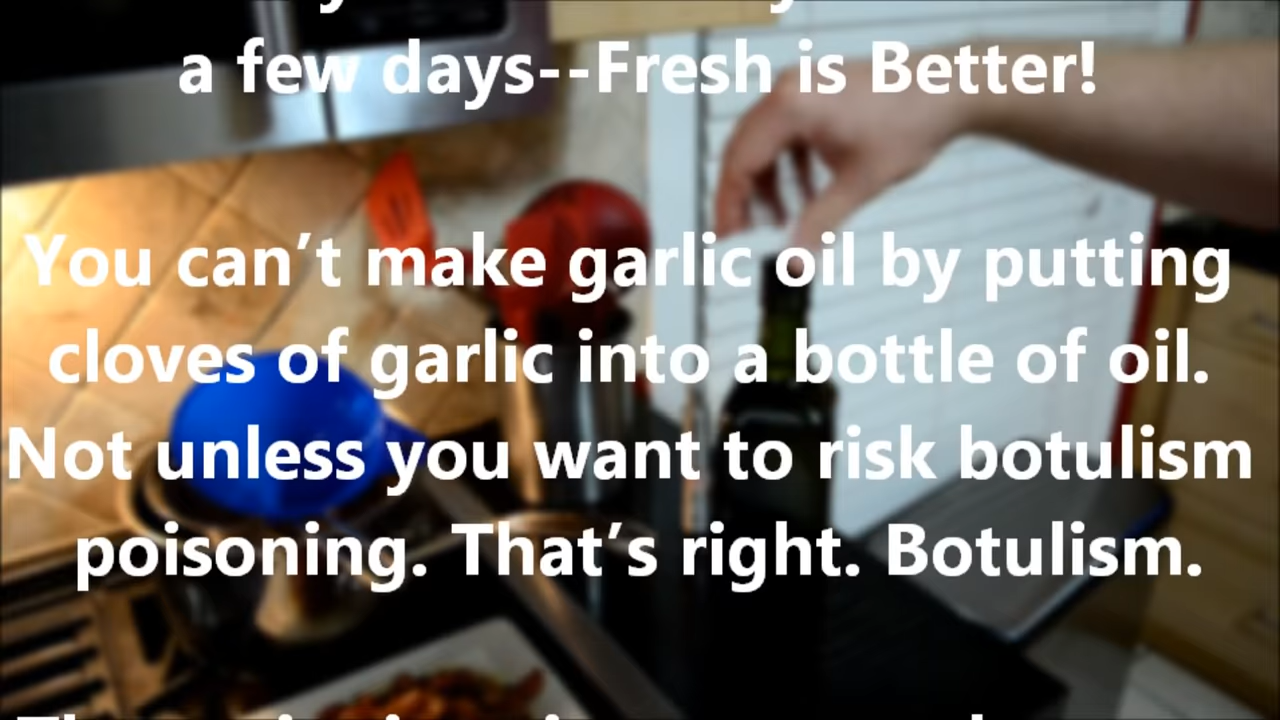 a few days--Fresh is Better!
You can’t make garlic oil by putting
cloves of garlic into a bottle of oil.
Not unless you want to risk botulism
poisoning. That’s right. Botulism.